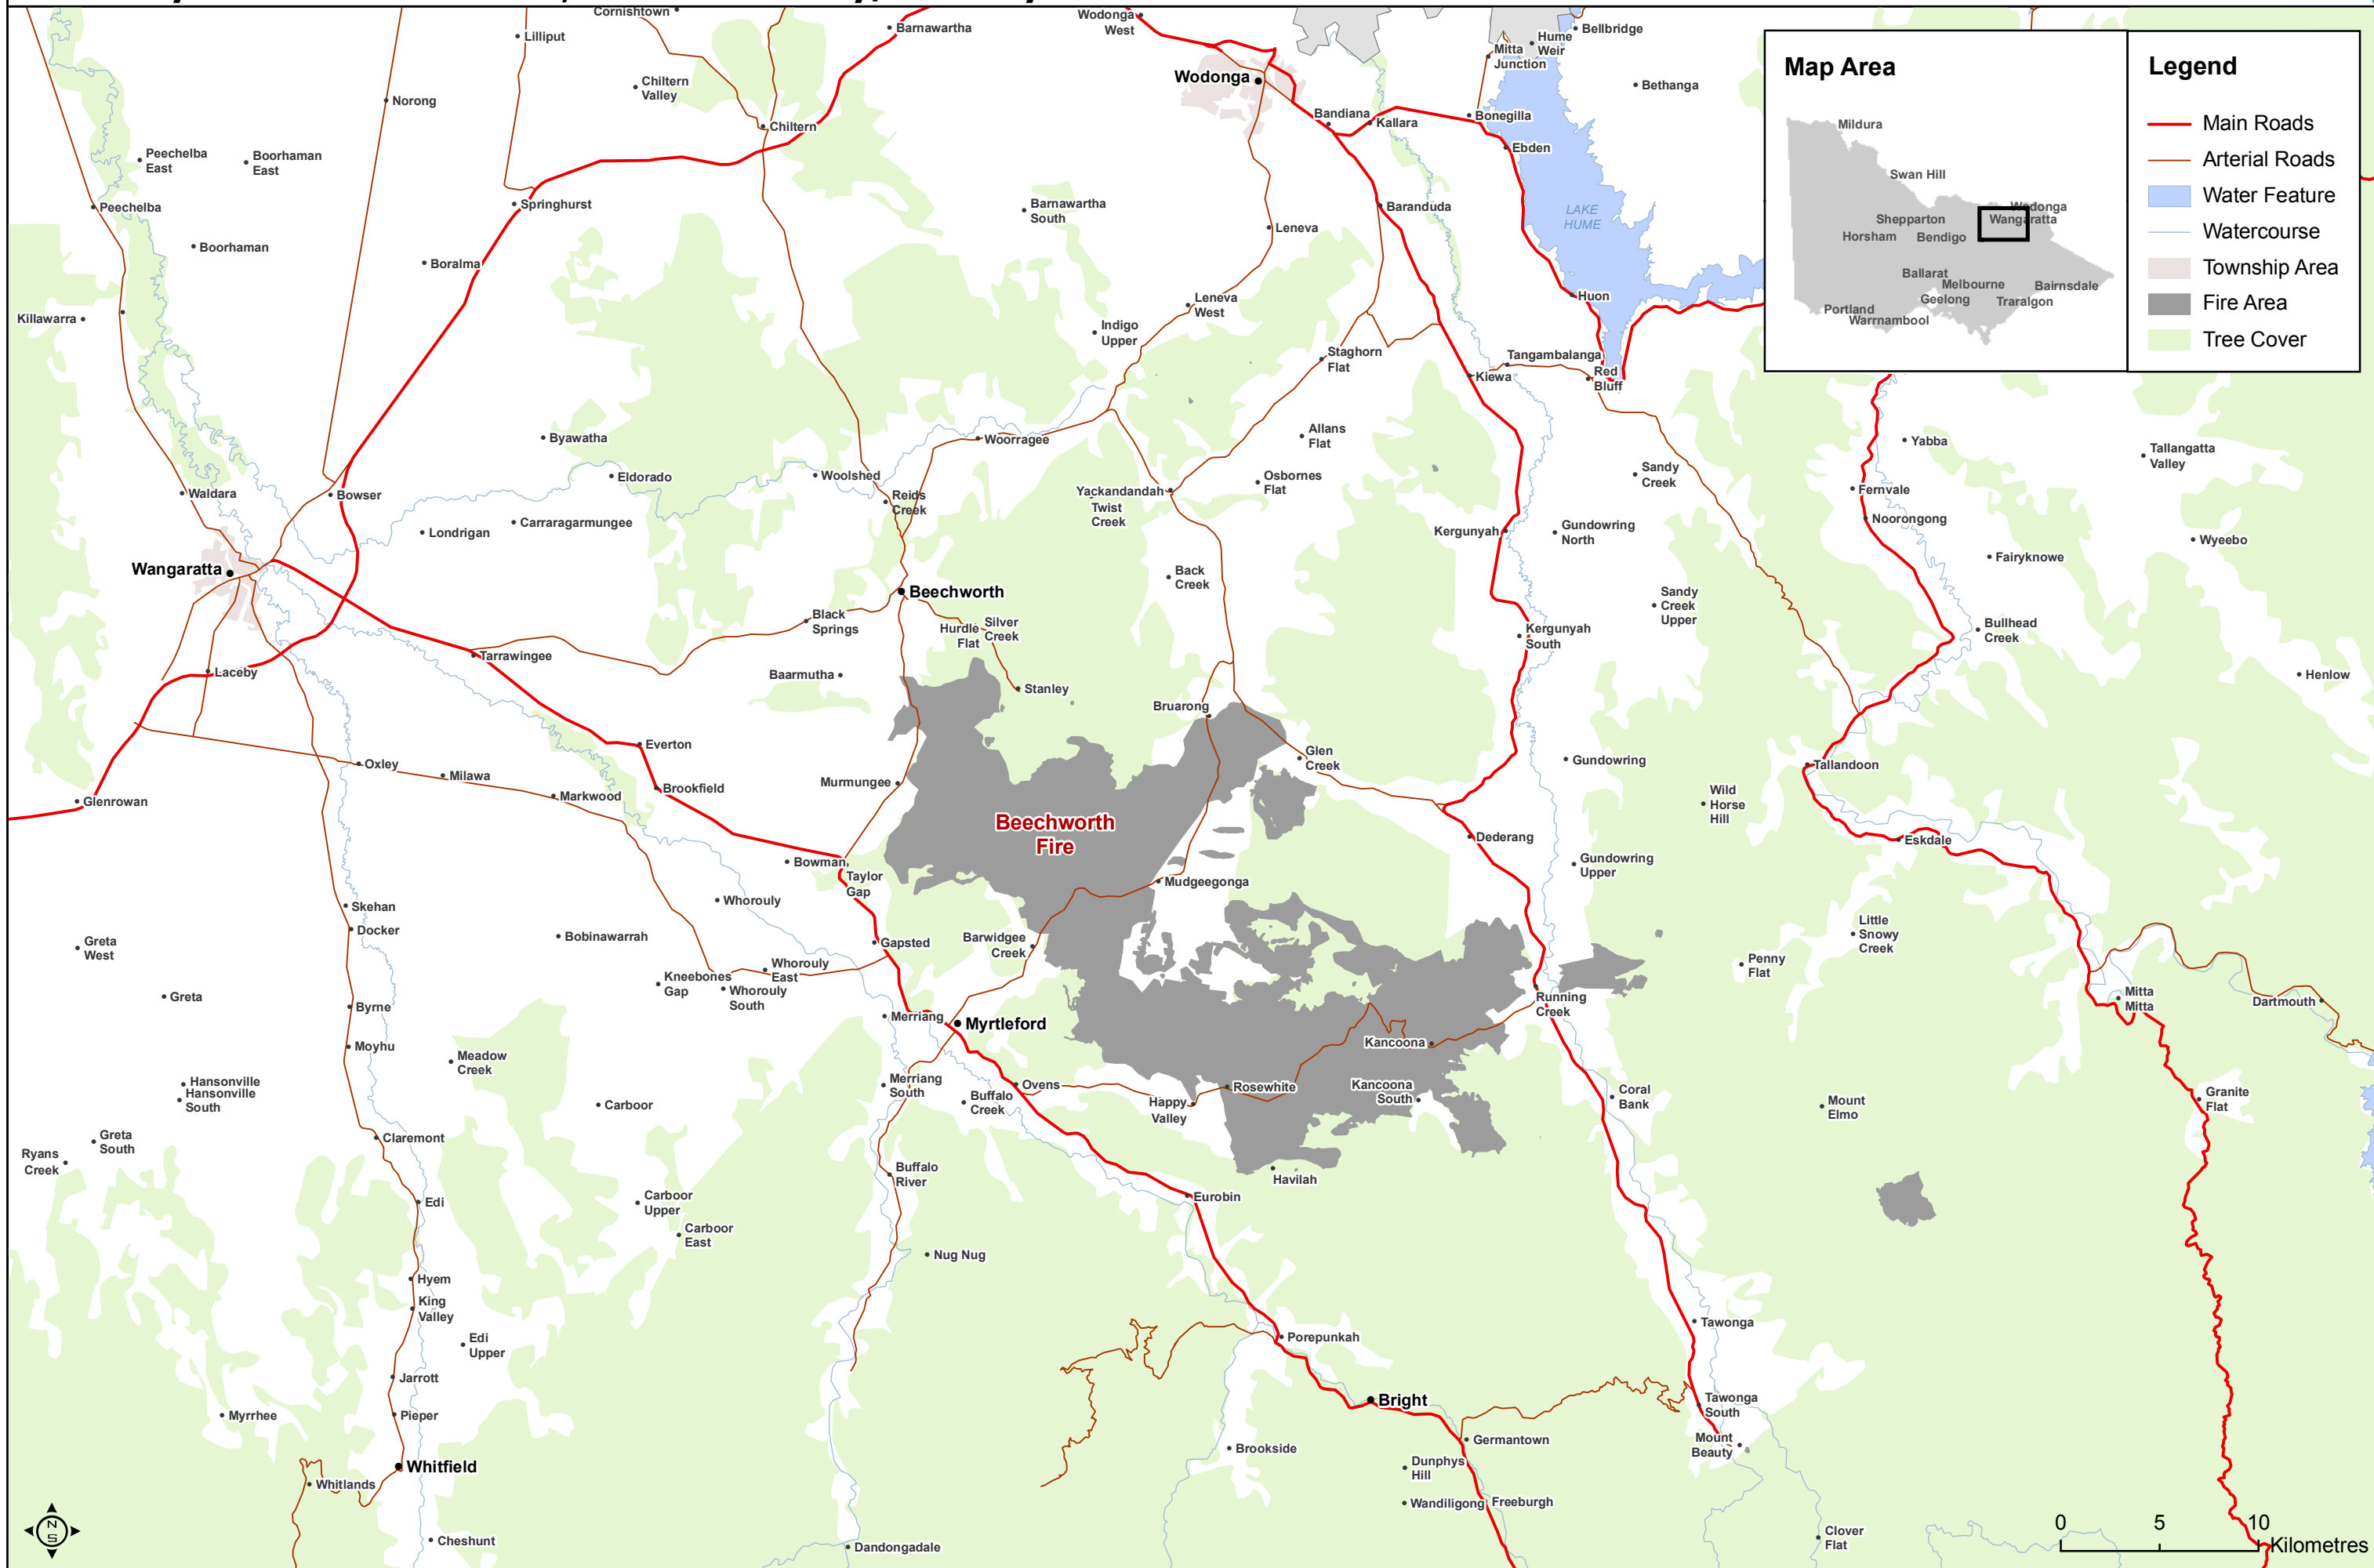 Cornishtown
Lilliput
Barnawartha
Wodonga
West
Bellbridge
Hume
Weir
Mitta
Junction
Wodonga
Chiltern
Valley
Bethanga
Norong
Chiltern
Bandiana
Kallara
Bonegilla
Ebden
Peechelba
East
Boorhaman
East
Peechelba
Springhurst
Barnawartha
South
Baranduda
LAKE
HUME
Boorhaman
Leneva
Boralma
Huon
Leneva
West
Killawarra
Indigo
Upper
Staghorn
Flat
Tangambalanga
Kiewa
Red
Bluff
Byawatha
Woorragee
Allans
Flat
Yabba
Tallangatta
Valley
Eldorado
Woolshed
Osbornes
Flat
Sandy
Creek
Waldara
Bowser
Reids
Creek
Yackandandah
Twist
Creek
Fernvale
Noorongong
Londrigan
Carraragarmungee
Kergunyah
Gundowring
North
Wyeebo
Fairyknowe
Wangaratta
Back
Creek
Beechworth
Sandy
Creek
Upper
Black
Springs
Hurdle
Flat
Silver
Creek
Kergunyah
South
Bullhead
Creek
Tarrawingee
Laceby
Baarmutha
Stanley
Henlow
Bruarong
Everton
Glen
Creek
Gundowring
Tallandoon
Oxley
Milawa
Murmungee
Brookfield
Markwood
Glenrowan
Wild
Horse
Hill
Beechworth
Fire
Dederang
Eskdale
Bowman
Taylor
Gap
Gundowring
Upper
Mudgeegonga
Whorouly
Skehan
Docker
Little
Snowy
Creek
Greta
West
Bobinawarrah
Gapsted
Barwidgee
Creek
Whorouly
East
Kneebones
Gap
Whorouly
South
Penny
Flat
Greta
Byrne
Running
Creek
Mitta
Mitta
Dartmouth
Merriang
Myrtleford
Moyhu
Kancoona
Meadow
Creek
Hansonville
Hansonville
South
Merriang
South
Ovens
Rosewhite
Kancoona
South
Coral
Bank
Granite
Flat
Carboor
Buffalo
Creek
Happy
Valley
Mount
Elmo
Greta
South
Claremont
Ryans
Creek
Buffalo
River
Havilah
Edi
Carboor
Upper
Eurobin
Carboor
East
Nug Nug
Hyem
King
Valley
Tawonga
Edi
Upper
Porepunkah
Jarrott
Bright
Tawonga
South
Myrrhee
Pieper
Germantown
Mount
Beauty
Brookside
Whitfield
Dunphys
Hill
Whitlands
Wandiligong
Freeburgh
Cheshunt
Dandongadale
Clover
Flat
Map Area
Mildura
Swan Hill
Wodonga
Shepparton
Wangaratta
Horsham
Bendigo
Ballarat
Melbourne
Bairnsdale
Geelong
Traralgon
Portland
Warrnambool
Legend
Main Roads
Arterial Roads
Water Feature
Watercourse
Township Area
Fire Area
Tree Cover
N
S
0 5 10
Kilometres